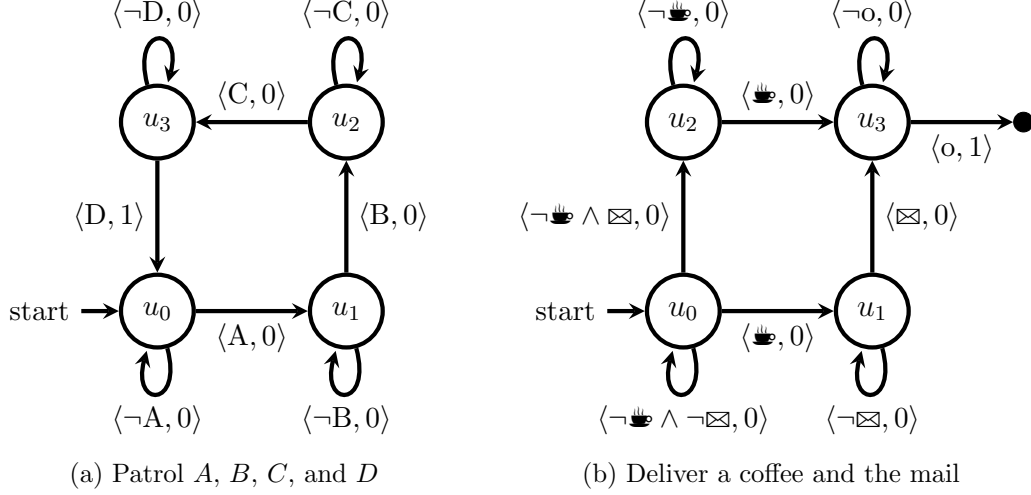 ⟨¬D, 0⟩ ⟨¬C, 0⟩ ⟨¬☕, 0⟩ ⟨¬o, 0⟩
⟨C, 0⟩ ⟨☕, 0⟩
u₃ u₂ u₂ u₃
⟨o, 1⟩
⟨D, 1⟩ ⟨B, 0⟩ ⟨¬☕ ∧ ✉, 0⟩ ⟨✉, 0⟩
start u₀ u₁ start u₀ u₁
⟨A, 0⟩ ⟨☕, 0⟩
⟨¬A, 0⟩ ⟨¬B, 0⟩ ⟨¬☕ ∧ ¬✉, 0⟩ ⟨¬✉, 0⟩
(a) Patrol A, B, C, and D (b) Deliver a coffee and the mail